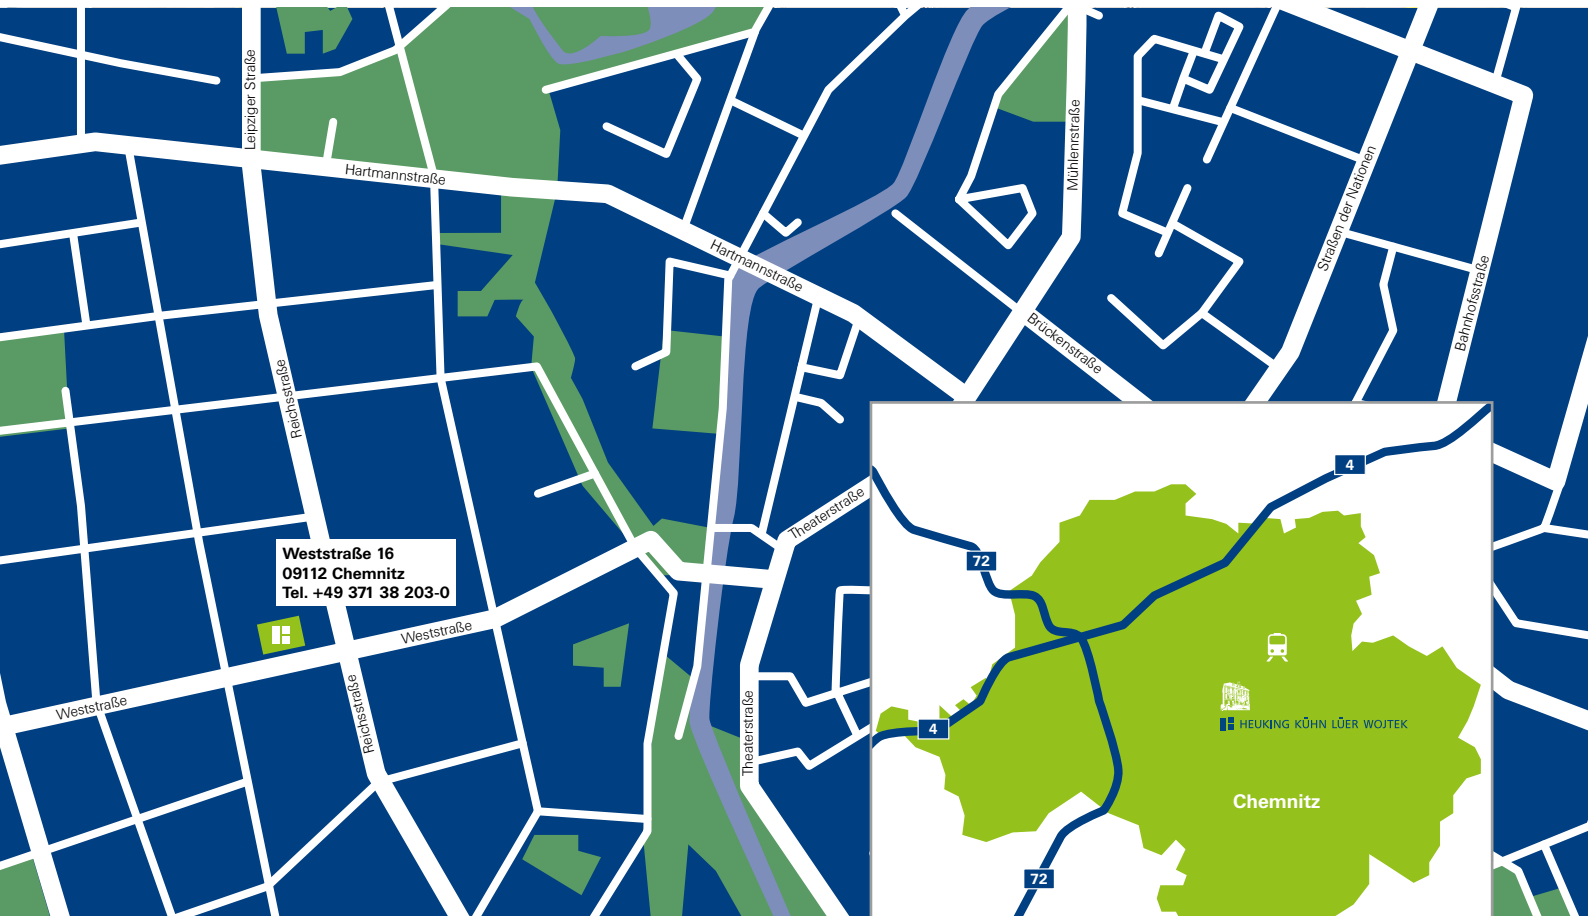 Leipziger Straße
Hartmannstraße
Hartmannstraße
Mühlenstraße
Straßen der Nationen
Bahnhofsstraße
Brückenstraße
Reichsstraße
Theaterstraße
Weststraße 16
09112 Chemnitz
Tel. +49 371 38 203-0
Weststraße
Weststraße
Reichsstraße
Theaterstraße
4
72
4
HEUKING KÜHN LÜER WOJTEK
Chemnitz
72